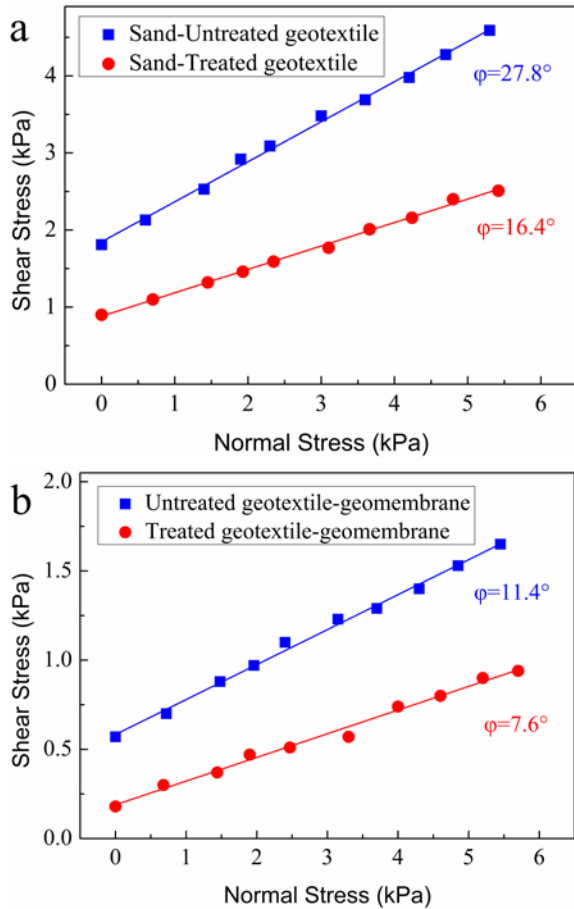 a
Sand-Untreated geotextile
Sand-Treated geotextile
φ=27.8°
φ=16.4°
Shear Stress (kPa)
4
3
2
1
0
0 1 2 3 4 5 6
Normal Stress (kPa)
b
Untreated geotextile-geomembrane
Treated geotextile-geomembrane
φ=11.4°
φ=7.6°
Shear Stress (kPa)
2.0
1.5
1.0
0.5
0.0
0 1 2 3 4 5 6
Normal Stress (kPa)